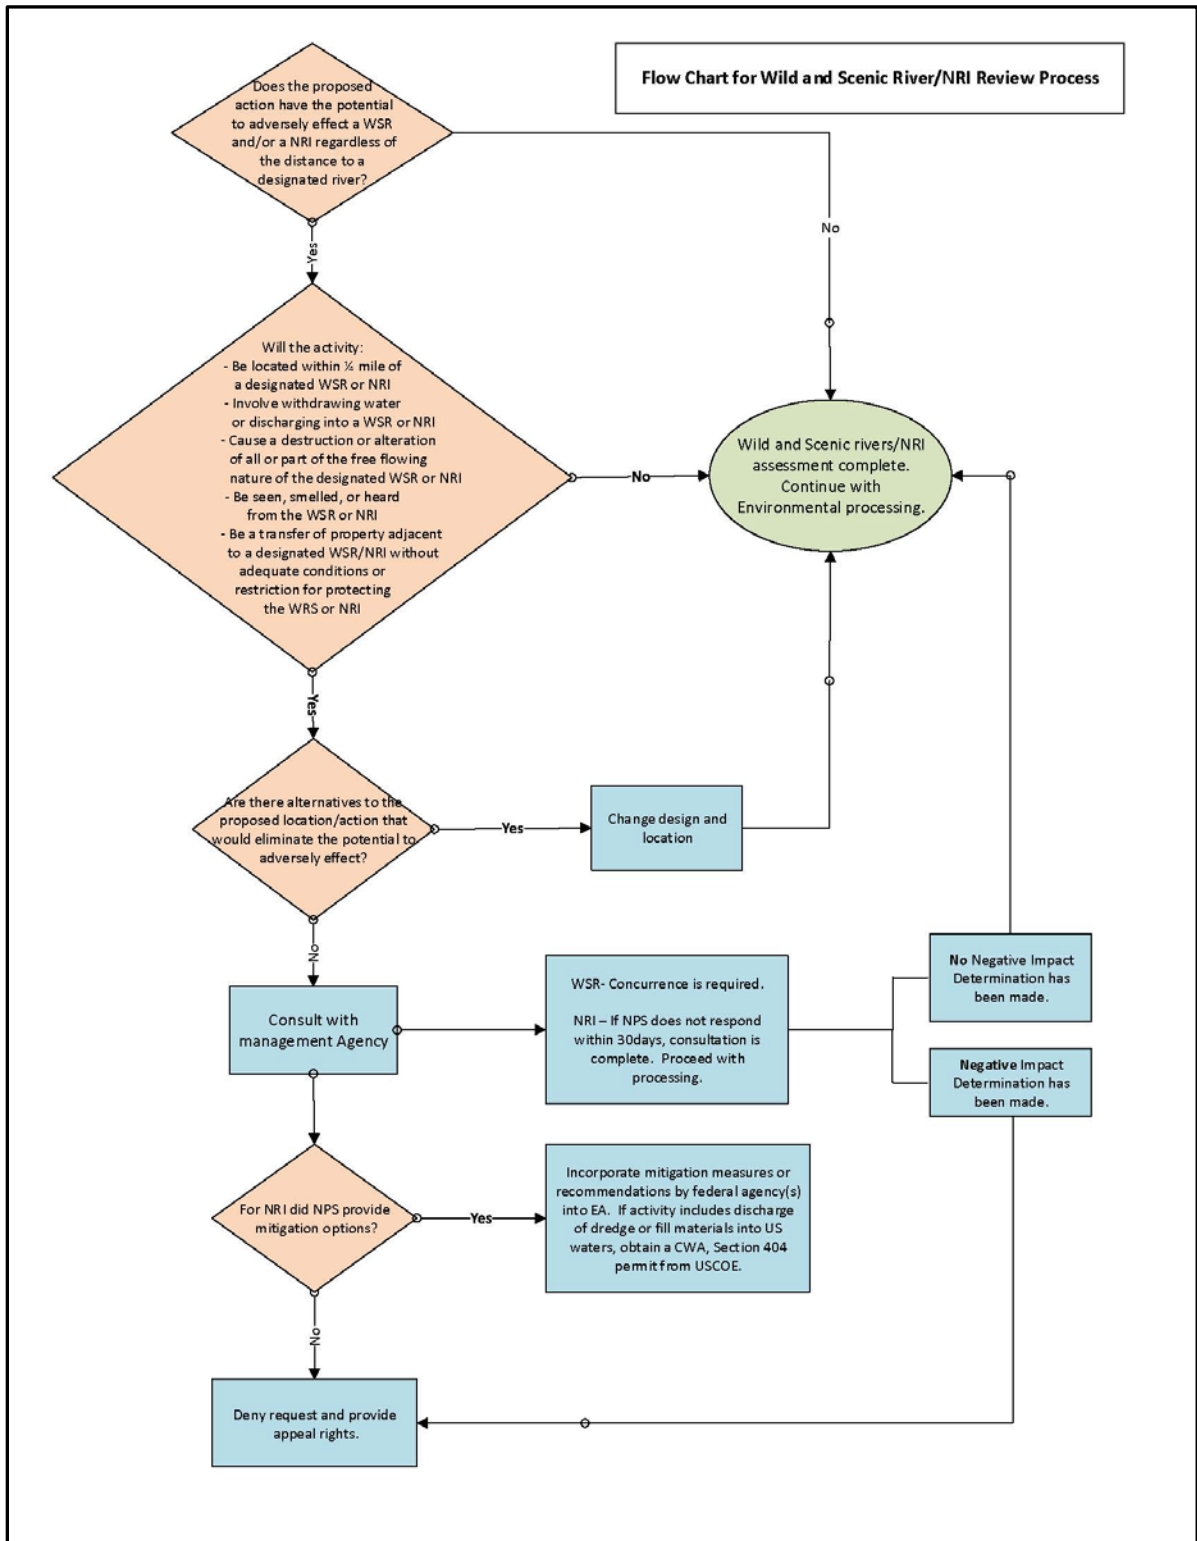 Flow Chart for Wild and Scenic River/NRI Review Process
Does the proposed
action have the potential
to adversely effect a WSR
and/or a NRI regardless of
the distance to a
designated river?
No
Yes
Will the activity:
- Be located within ¼ mile of
a designated WSR or NRI
- Involve withdrawing water
or discharging into a WSR or NRI
- Cause a destruction or alteration
of all or part of the free flowing
nature of the designated WSR or NRI
- Be seen, smelled, or heard
from the WSR or NRI
- Be a transfer of property adjacent
to a designated WSR/NRI without
adequate conditions or
restriction for protecting
the WRS or NRI
No
Wild and Scenic rivers/NRI
assessment complete.
Continue with
Environmental processing.
Yes
Are there alternatives to the
proposed location/action that
would eliminate the potential to
adversely effect?
Yes
Change design and
location
No
Consult with
management Agency
WSR- Concurrence is required.
NRI – If NPS does not respond
within 30days, consultation is
complete. Proceed with
processing.
No Negative Impact
Determination has
been made.
Negative Impact
Determination has
been made.
For NRI did NPS provide
mitigation options?
Yes
Incorporate mitigation measures or
recommendations by federal agency(s)
into EA. If activity includes discharge
of dredge or fill materials into US
waters, obtain a CWA, Section 404
permit from USCOE.
No
Deny request and provide
appeal rights.